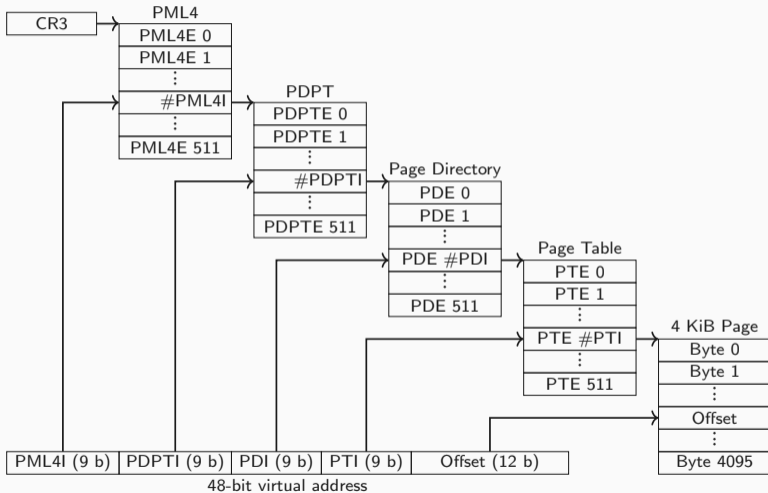 CR3
PML4
PML4E 0
PML4E 1
⋮
#PML4I
⋮
PML4E 511
PDPT
PDPTE 0
PDPTE 1
⋮
#PDPTI
⋮
PDPTE 511
Page Directory
PDE 0
PDE 1
⋮
PDE #PDI
⋮
PDE 511
Page Table
PTE 0
PTE 1
⋮
PTE #PTI
⋮
PTE 511
4 KiB Page
Byte 0
Byte 1
⋮
Offset
⋮
Byte 4095
PML4I (9 b) PDPTI (9 b) PDI (9 b) PTI (9 b) Offset (12 b)
48-bit virtual address